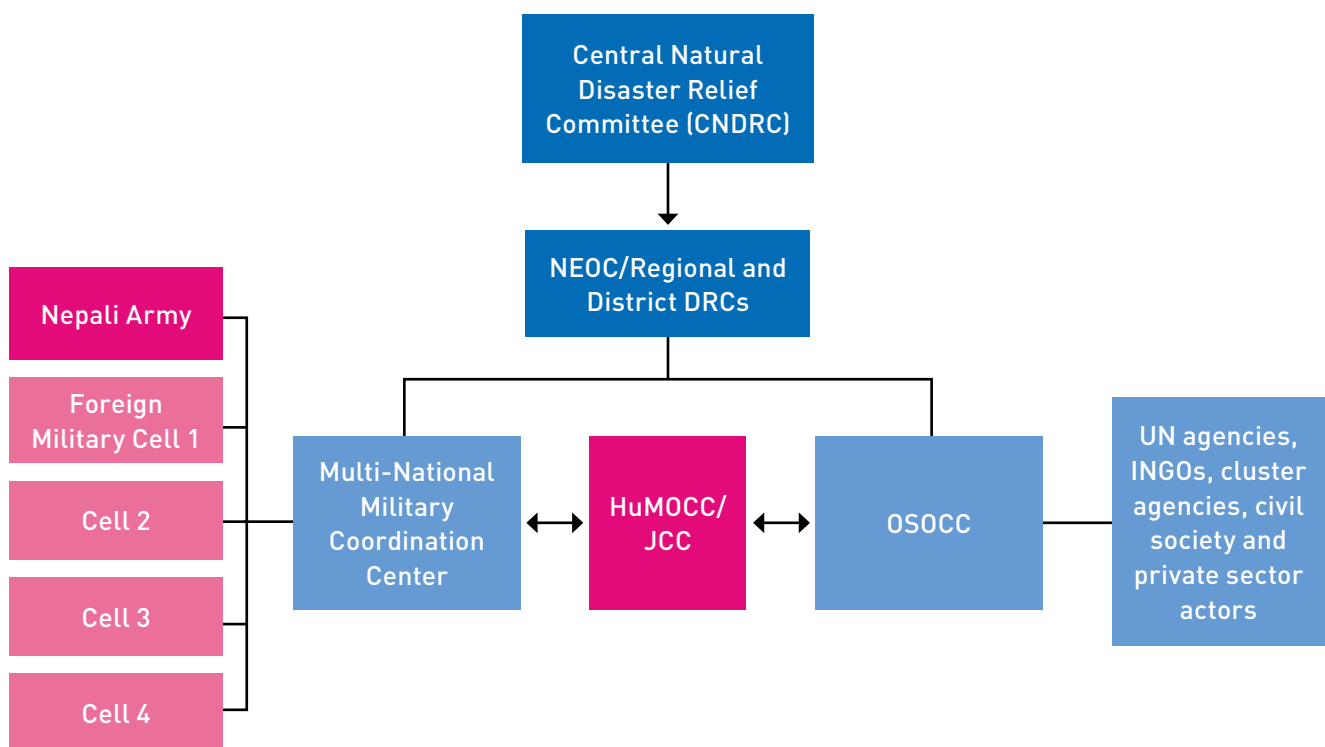 Central Natural
Disaster Relief
Committee (CNDRC)
NEOC/Regional and
District DRCs
Nepali Army
Foreign
Military Cell 1
Cell 2
Cell 3
Cell 4
Multi-National
Military
Coordination
Center
HuMOCC/
JCC
OSOCC
UN agencies,
INGOs, cluster
agencies, civil
society and
private sector
actors